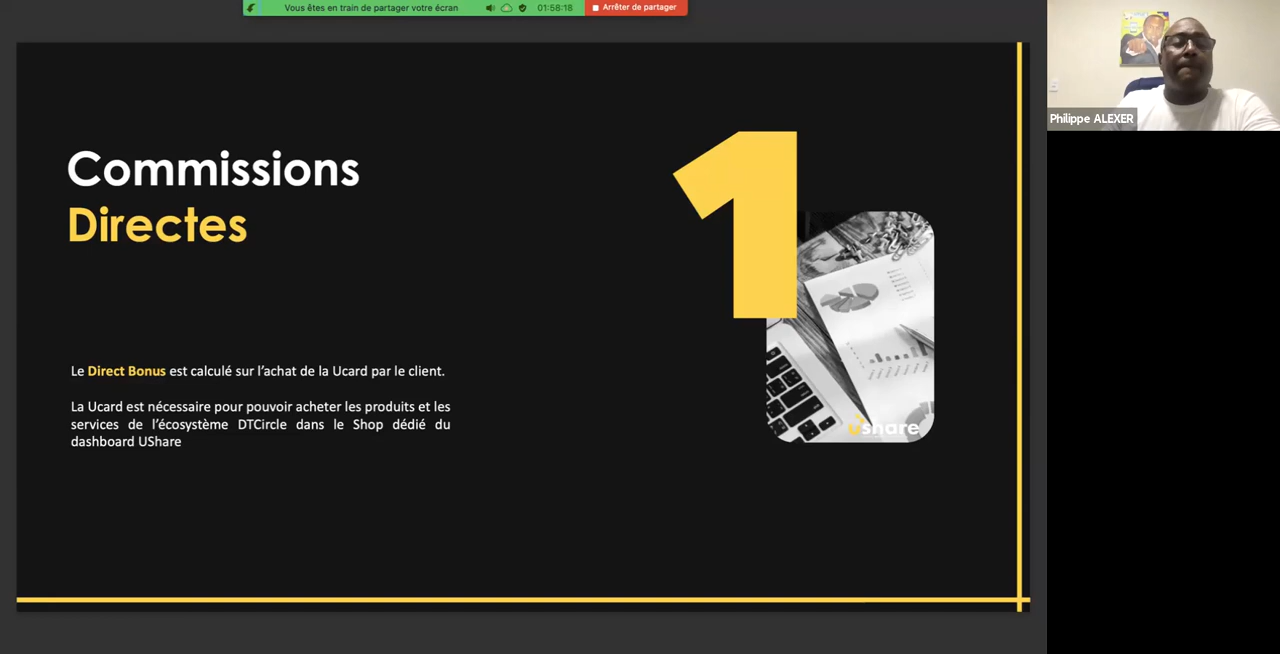 Vous êtes en train de partager votre écran
01:58:18
Arrêter de partager
Philippe ALEXER
Commissions
Directes
1
Le Direct Bonus est calculé sur l’achat de la Ucard par le client.
La Ucard est nécessaire pour pouvoir acheter les produits et les
services de l’écosystème DTCircle dans le Shop dédié du
dashboard UShare
ushare